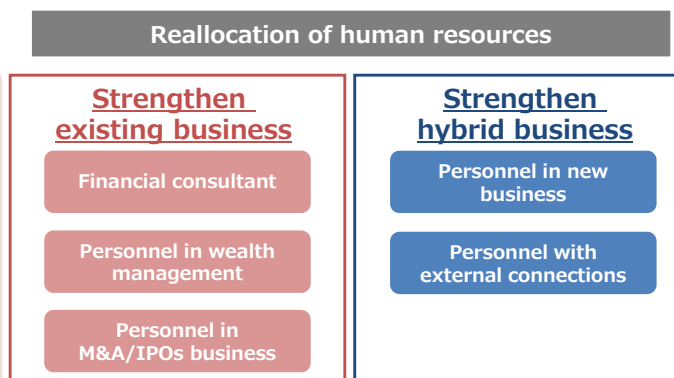 Reallocation of human resources
Strengthen
existing business
Financial consultant
Personnel in wealth
management
Personnel in
M&A/IPOs business
Strengthen
hybrid business
Personnel in new
business
Personnel with
external connections